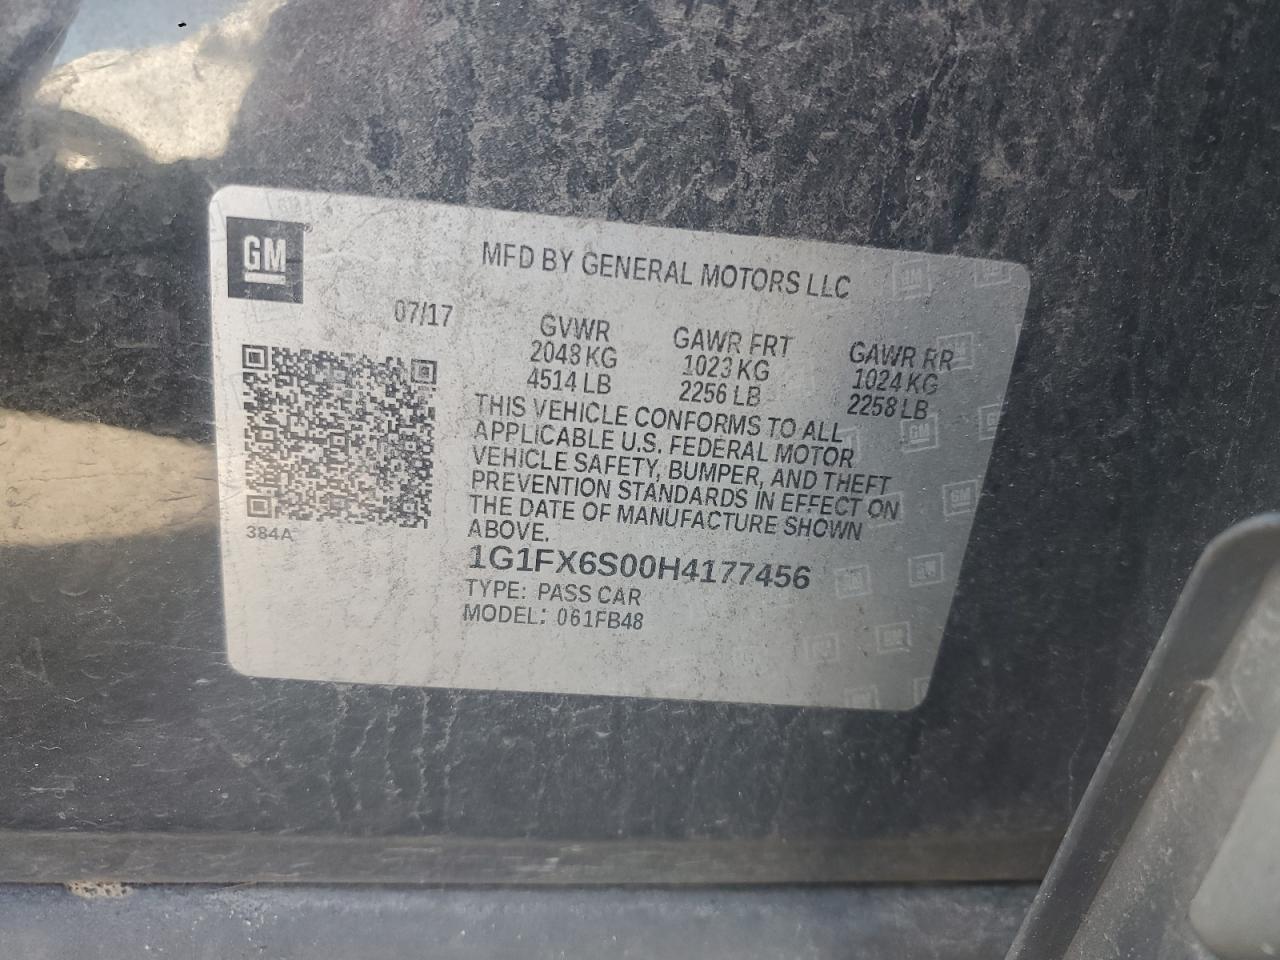 GM
MFD BY GENERAL MOTORS LLC
07/17
GVWR
2048 KG
4514 LB
GAWR FRT
1023 KG
2256 LB
GAWR RR
1024 KG
2258 LB
THIS VEHICLE CONFORMS TO ALL
APPLICABLE U.S. FEDERAL MOTOR
VEHICLE SAFETY, BUMPER, AND THEFT
PREVENTION STANDARDS IN EFFECT ON
THE DATE OF MANUFACTURE SHOWN
ABOVE.
384A
1G1FX6S00H4177456
TYPE: PASS CAR
MODEL: 061FB48